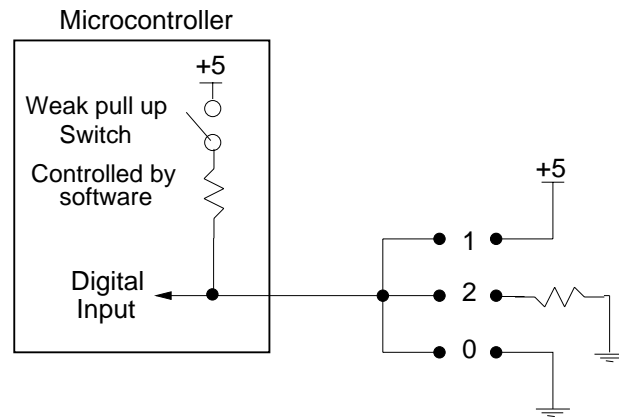 Microcontroller
+5
Weak pull up
Switch
Controlled by
software
+5
1
Digital
Input
2
0